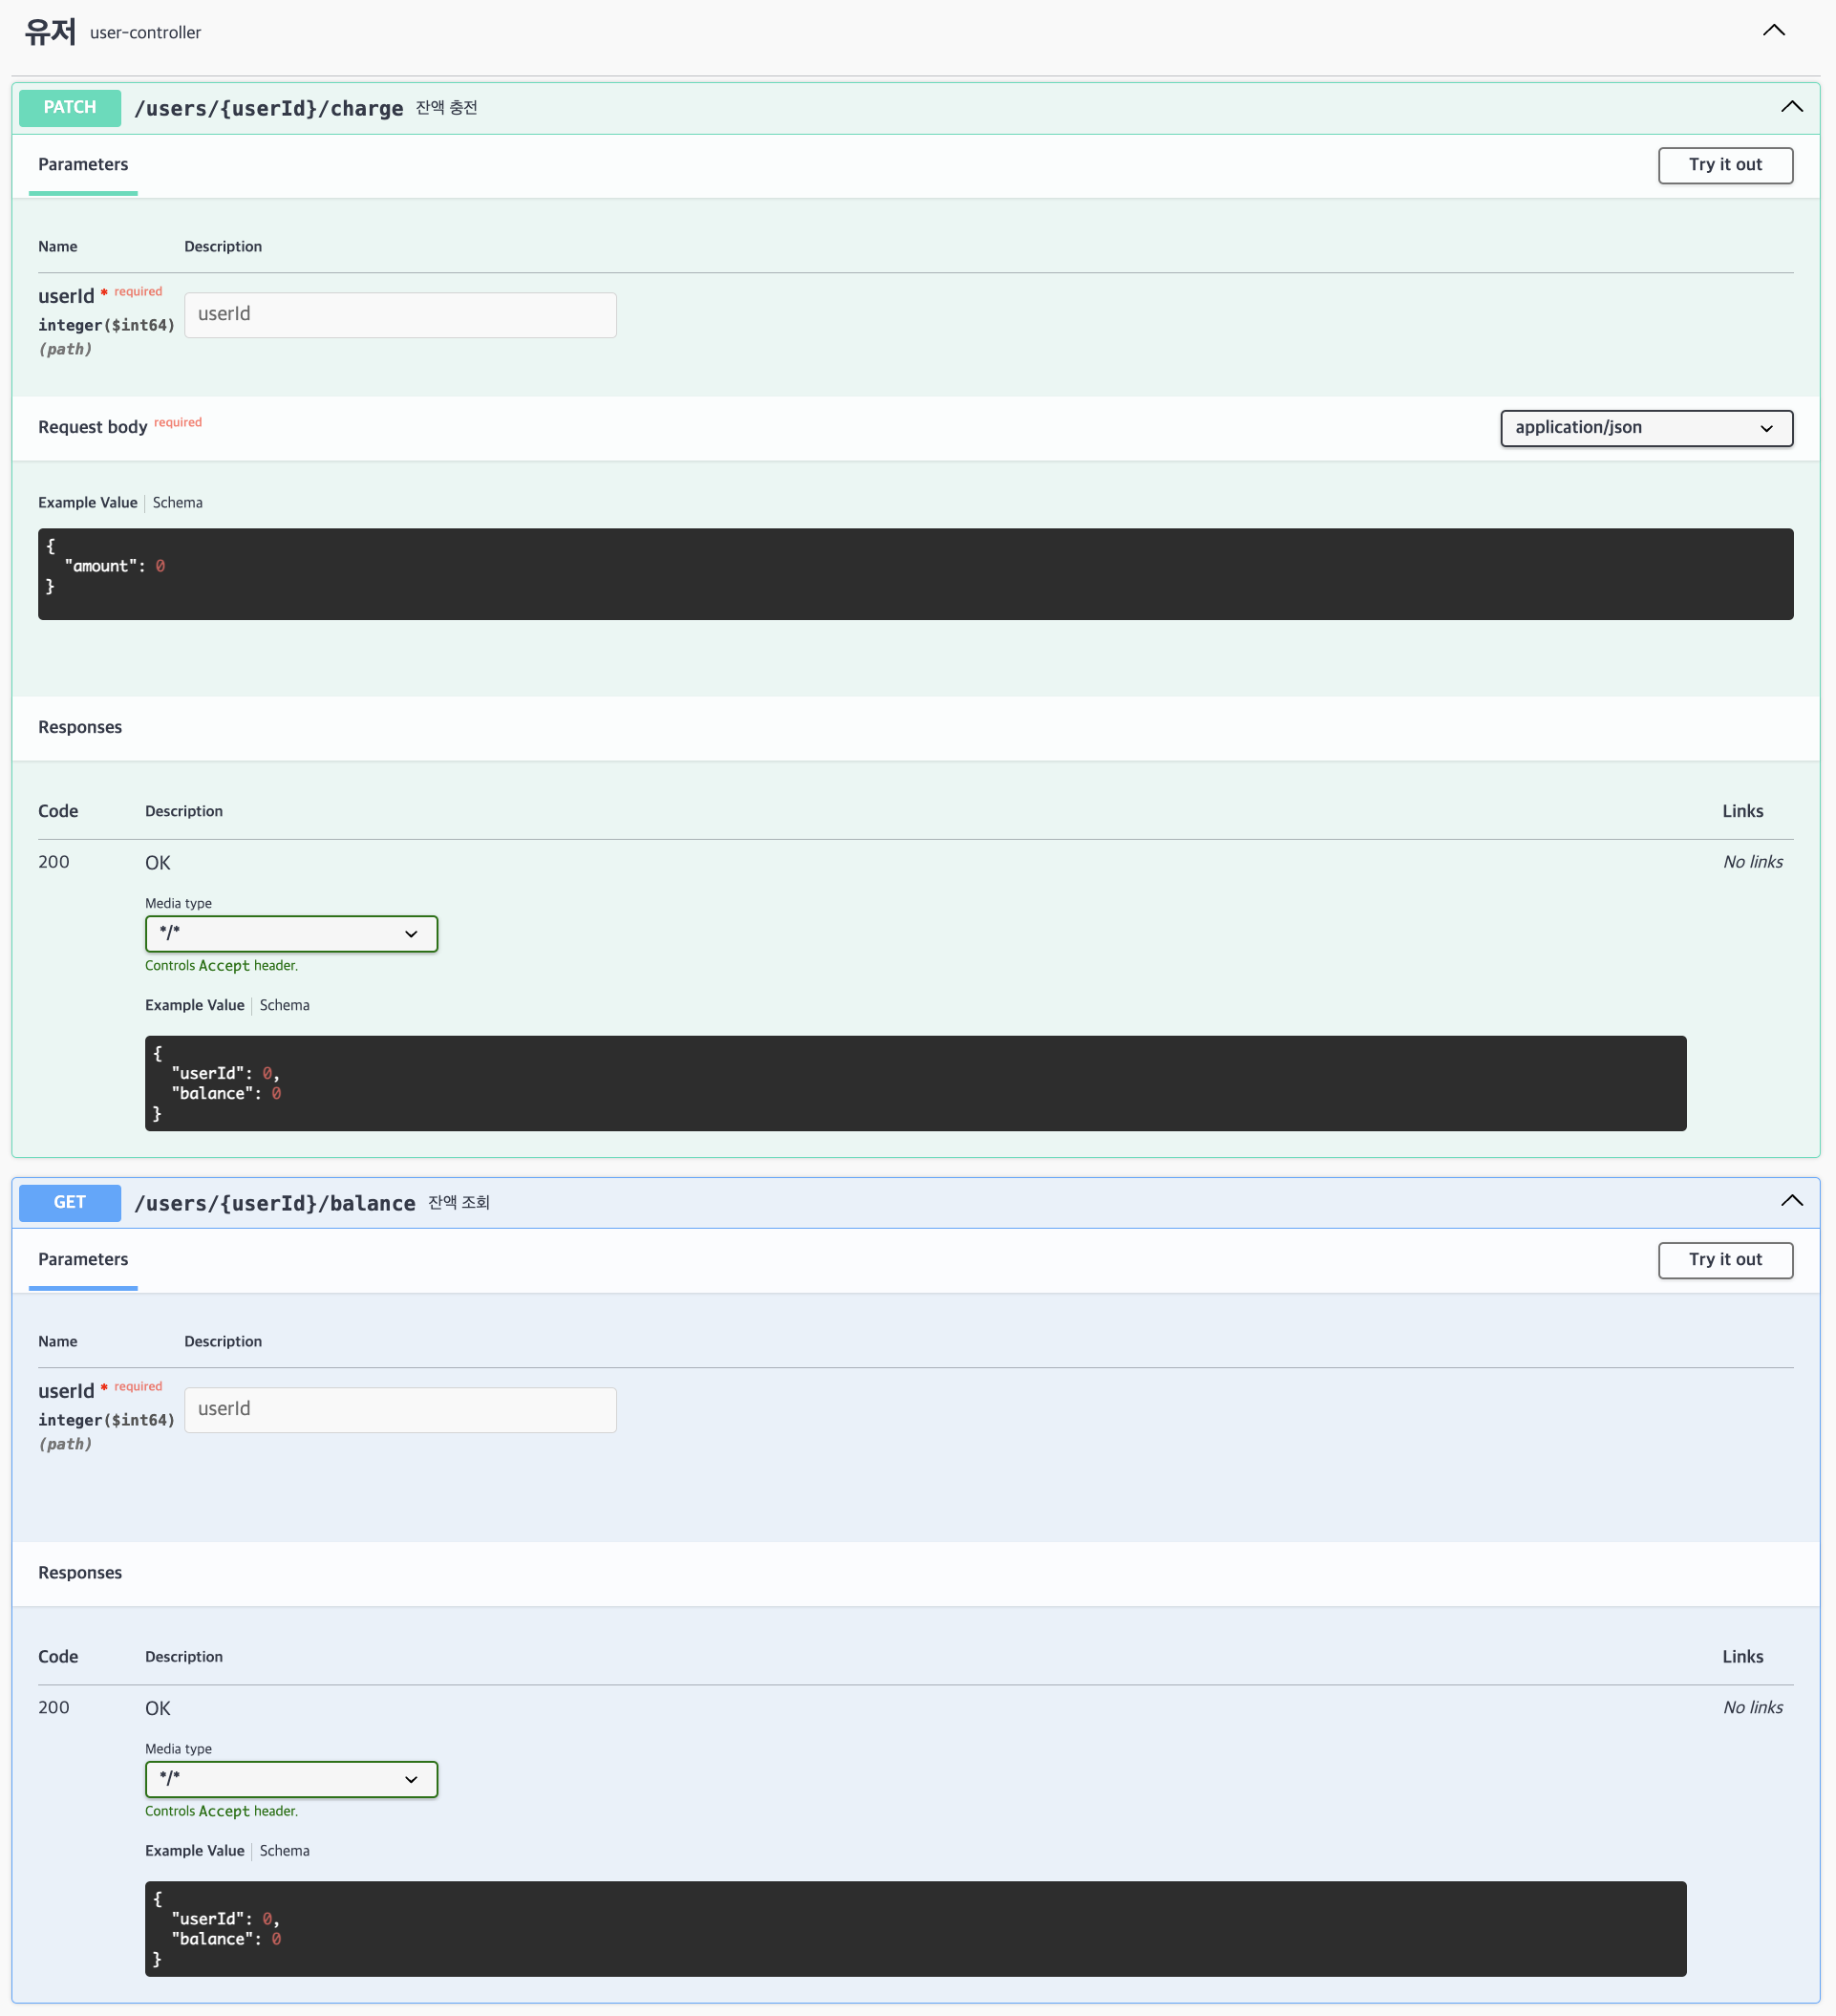 유저 user-controller
PATCH /users/{userId}/charge 잔액 충전
Parameters Try it out
Name Description
userId * required
integer($int64)
(path)
userId
Request body required application/json
Example Value Schema
{
"amount": 0
}
Responses
Code Description Links
200 OK No links
Media type
*/*
Controls Accept header.
Example Value Schema
{
"userId": 0,
"balance": 0
}
GET /users/{userId}/balance 잔액 조회
Parameters Try it out
Name Description
userId * required
integer($int64)
(path)
userId
Responses
Code Description Links
200 OK No links
Media type
*/*
Controls Accept header.
Example Value Schema
{
"userId": 0,
"balance": 0
}